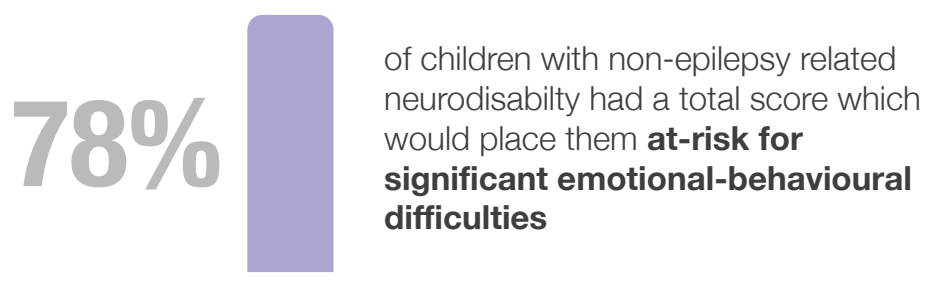 78%
of children with non-epilepsy related
neurodisabilty had a total score which
would place them at-risk for
significant emotional-behavioural
difficulties